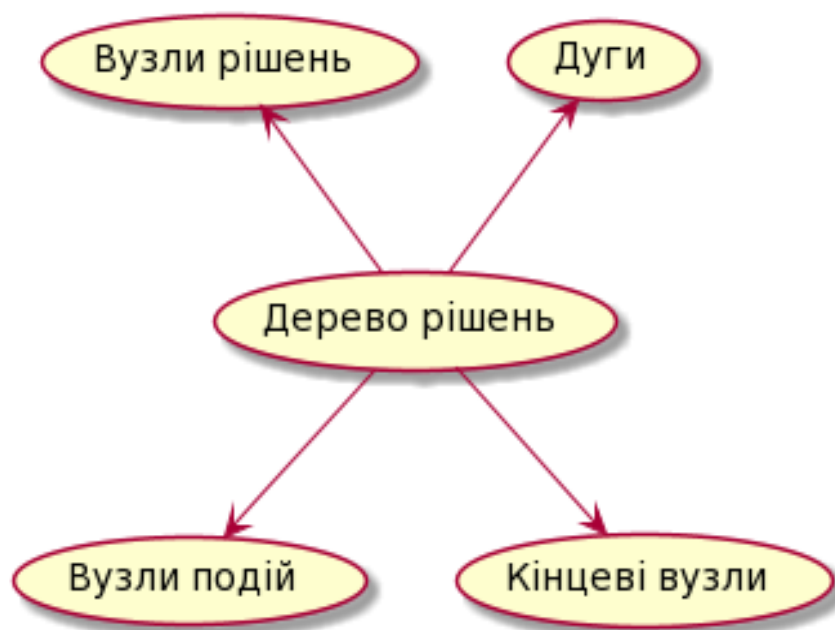 Вузли рішень
Дуги
Дерево рішень
Вузли подій
Кінцеві вузли